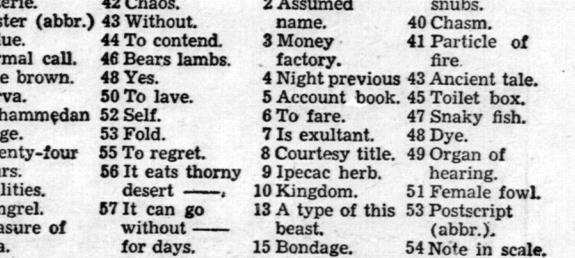 ster (abbr.)
ue.
rmal call.
e brown.
rva.
hammedan
ge.
enty-four
rs.
lities.
ngrel.
asure of
42 Chaos.
43 Without.
44 To contend.
46 Bears lambs.
48 Yes.
50 To lave.
52 Self.
53 Fold.
55 To regret.
56 It eats thorny
desert ——.
57 It can go
without ——
for days.
2 Assumed
name.
3 Money
factory.
4 Night previous
5 Account book.
6 To fare.
7 Is exultant.
8 Courtesy title.
9 Ipecac herb.
10 Kingdom.
13 A type of this
beast.
15 Bondage.
snubs.
40 Chasm.
41 Particle of
fire.
43 Ancient tale.
45 Toilet box.
47 Snaky fish.
48 Dye.
49 Organ of
hearing.
51 Female fowl.
53 Postscript
(abbr.).
54 Note in scale.